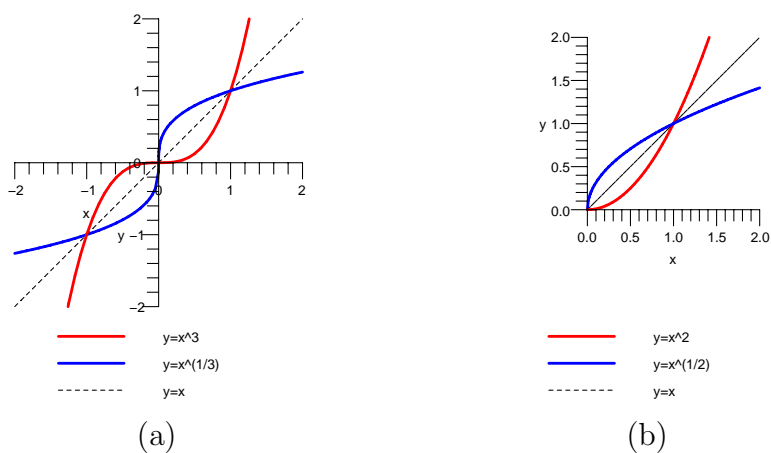 2
1
0
−2 −1 0 1 2
x
y −1
−2
y=x^3
y=x^(1/3)
y=x
(a)
2.0
1.5
y 1.0
0.5
0.0
0.0 0.5 1.0 1.5 2.0
x
y=x^2
y=x^(1/2)
y=x
(b)